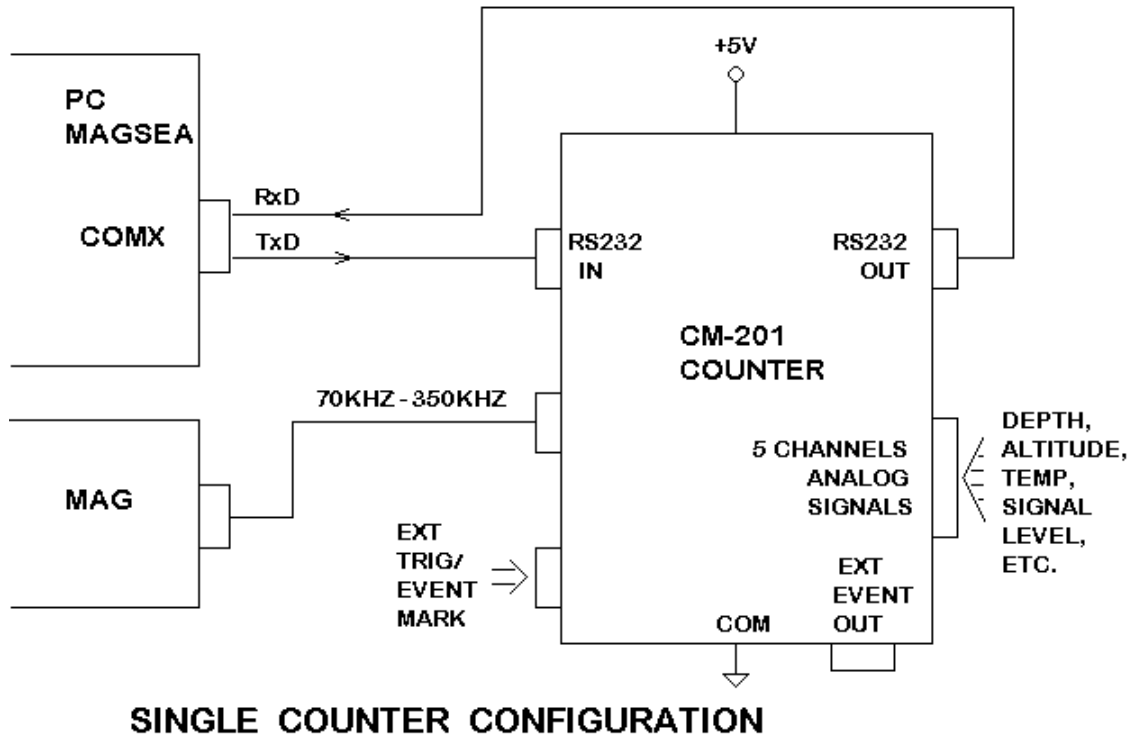 +5V
PC
MAGSEA
RxD
COMX
TxD
RS232
IN
RS232
OUT
CM-201
COUNTER
70KHZ - 350KHZ
MAG
5 CHANNELS
ANALOG
SIGNALS
DEPTH,
ALTITUDE,
TEMP,
SIGNAL
LEVEL,
ETC.
EXT
TRIG/
EVENT
MARK
COM
EXT
EVENT
OUT
SINGLE COUNTER CONFIGURATION